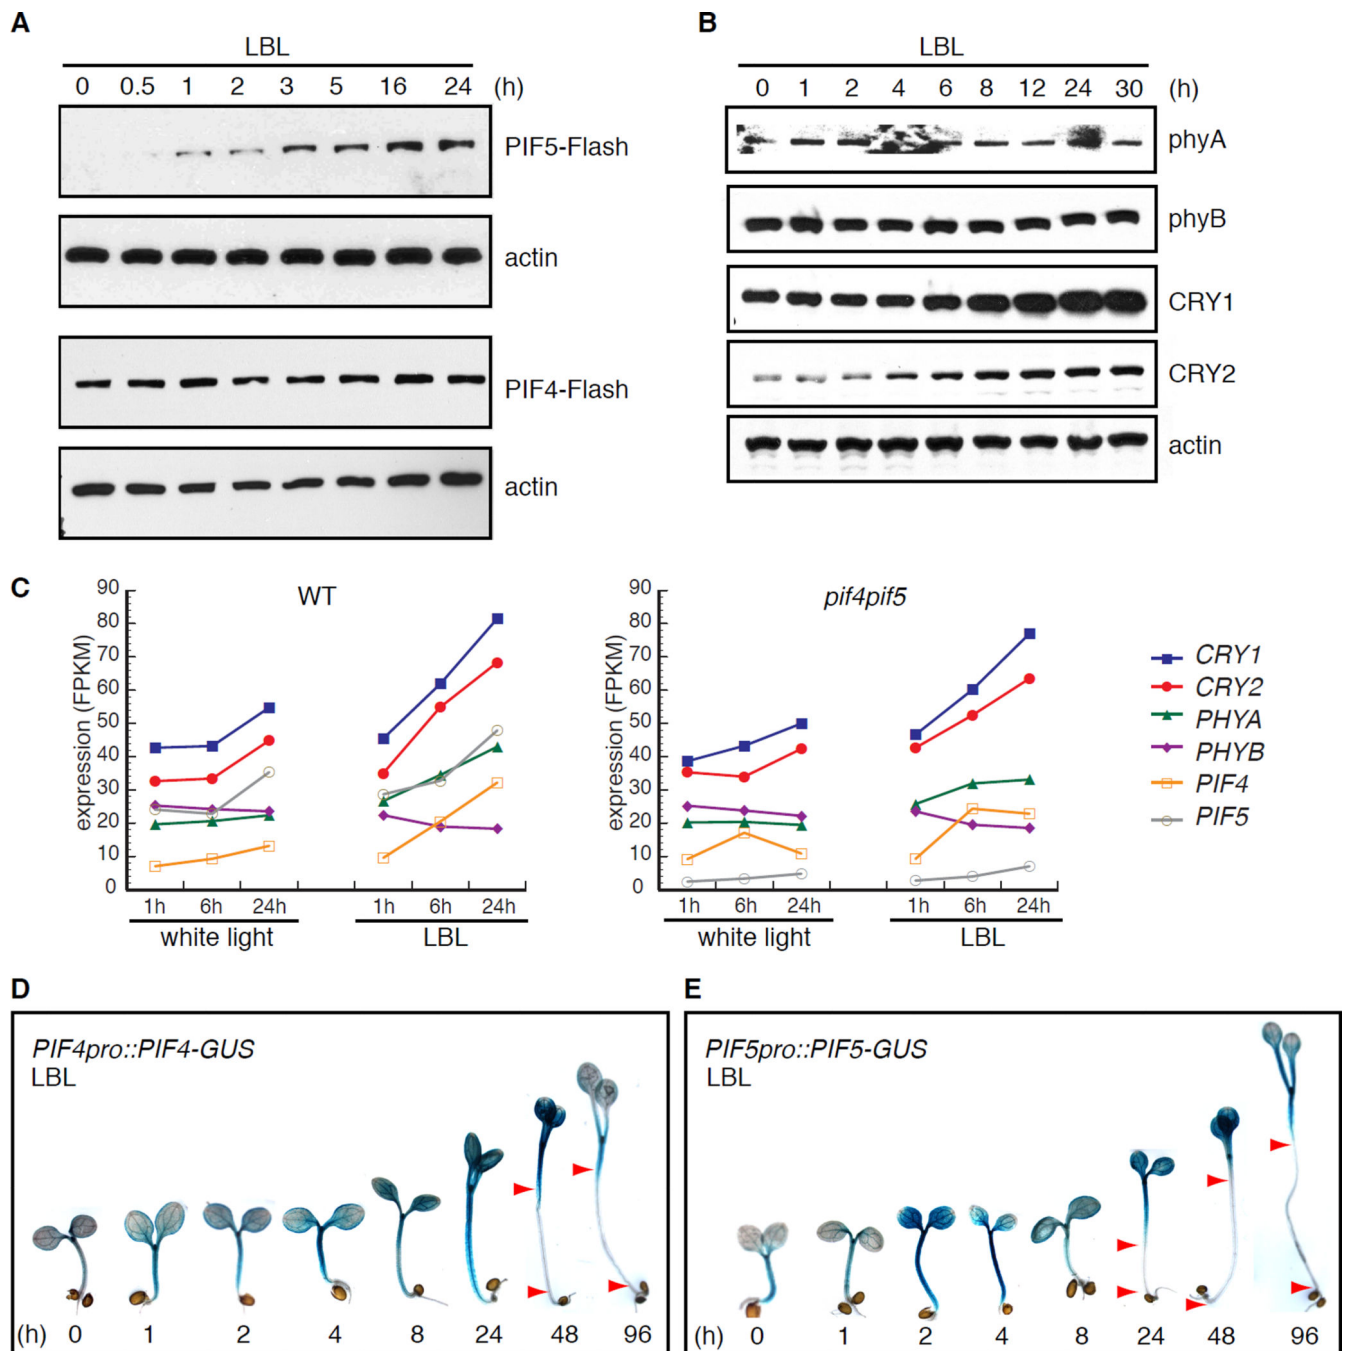 A
LBL
0 0.5 1 2 3 5 16 24 (h)
PIF5-Flash
actin
PIF4-Flash
actin
B
LBL
0 1 2 4 6 8 12 24 30 (h)
phyA
phyB
CRY1
CRY2
actin
C
WT
expression (FPKM)
90
80
70
60
50
40
30
20
10
0
1h 6h 24h 1h 6h 24h
white light LBL
pif4pif5
expression (FPKM)
90
80
70
60
50
40
30
20
10
0
1h 6h 24h 1h 6h 24h
white light LBL
CRY1
CRY2
PHYA
PHYB
PIF4
PIF5
D
PIF4pro::PIF4-GUS
LBL
(h) 0 1 2 4 8 24 48 96
E
PIF5pro::PIF5-GUS
LBL
(h) 0 1 2 4 8 24 48 96